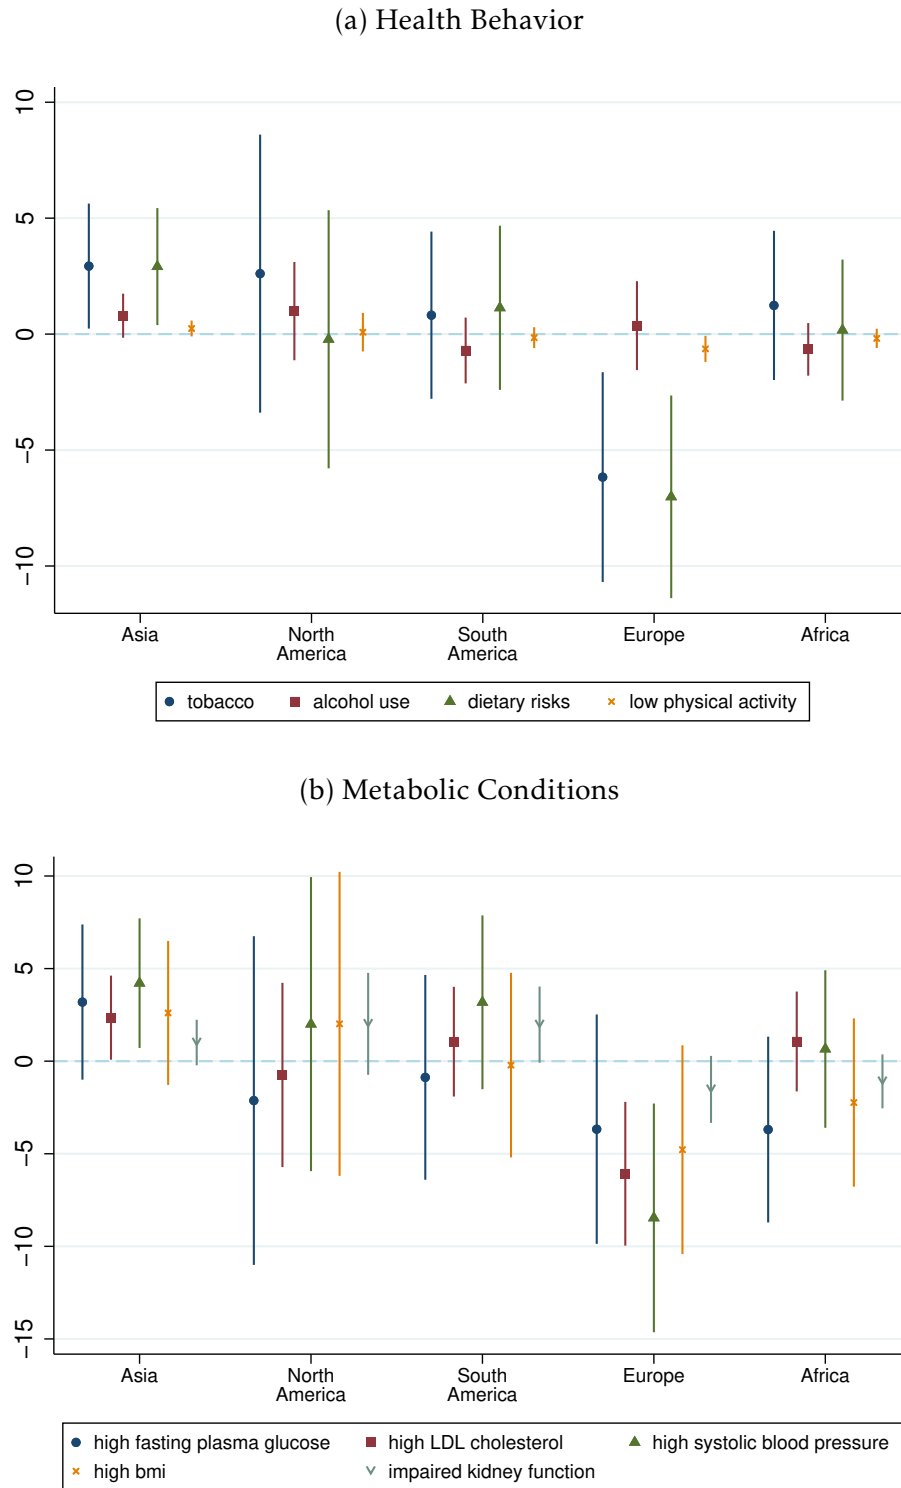 (a) Health Behavior
10
5
0
−5
−10
Asia
North
America
South
America
Europe
Africa
tobacco
alcohol use
dietary risks
low physical activity
(b) Metabolic Conditions
10
5
0
−5
−10
−15
Asia
North
America
South
America
Europe
Africa
high fasting plasma glucose
high LDL cholesterol
high systolic blood pressure
high bmi
impaired kidney function